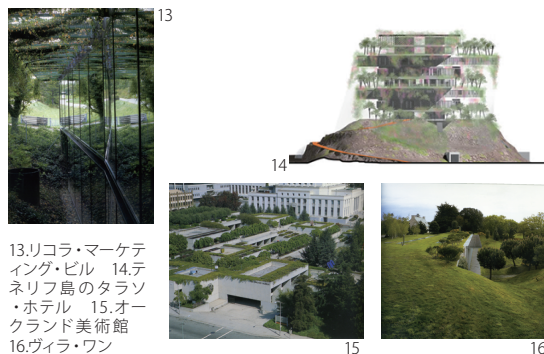 13
14
13.リコラ・マーケテ
ィング・ビル　14.テ
ネリフ島のタラソ
・ホテル　15.オー
クランド美術館
16.ヴィラ・ワン
15
16